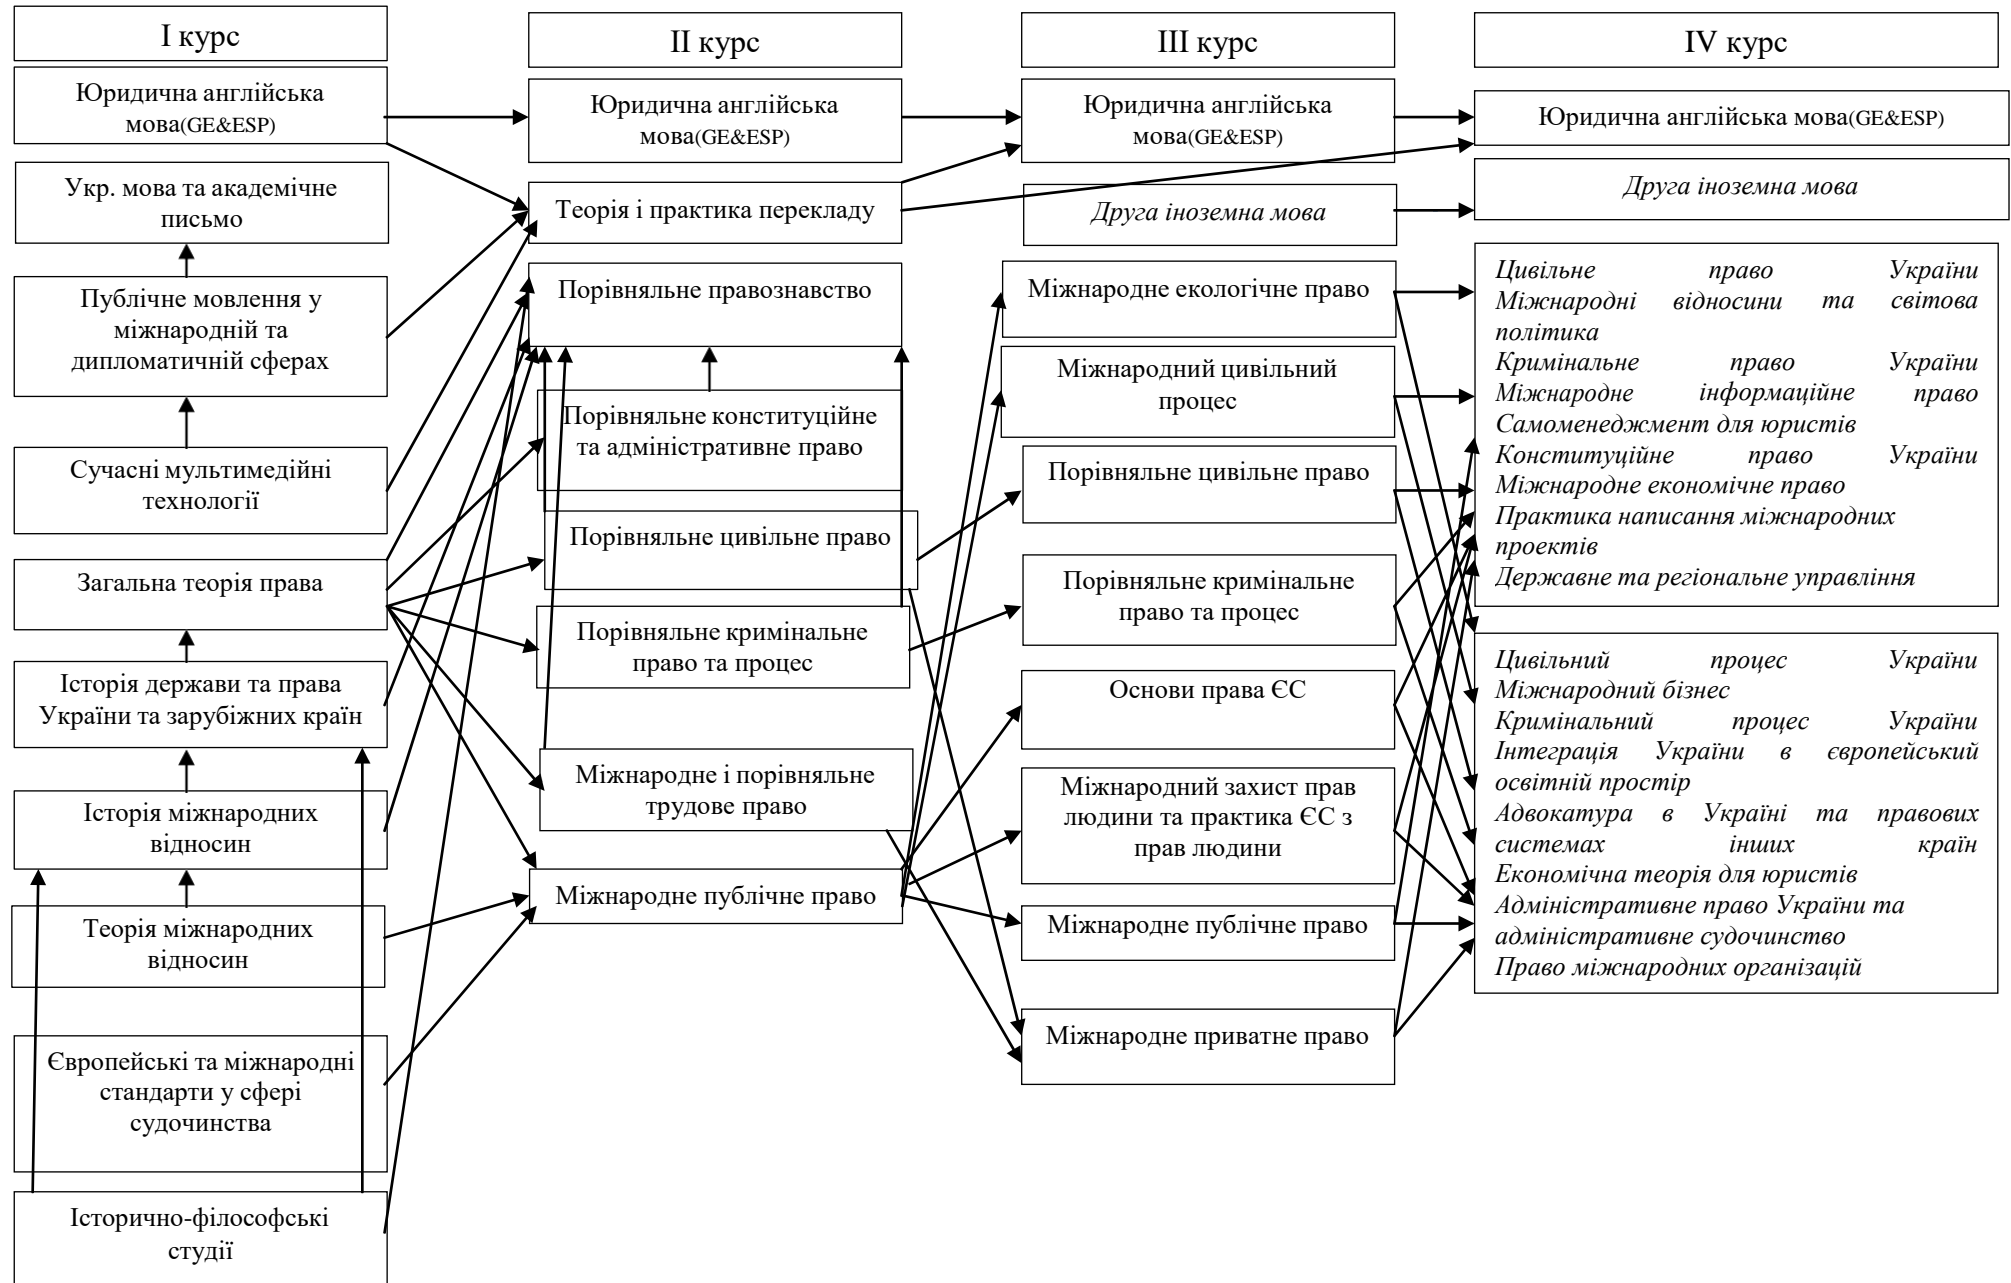 І курс
Юридична англійська
мова(GE&ESP)
Укр. мова та академічне
письмо
Публічне мовлення у
міжнародній та
дипломатичній сферах
Сучасні мультимедійні
технології
Загальна теорія права
Історія держави та права
України та зарубіжних країн
Історія міжнародних
відносин
Теорія міжнародних
відносин
Європейські та міжнародні
стандарти у сфері
судочинства
Історично-філософські
студії
ІІ курс
Юридична англійська
мова(GE&ESP)
Теорія і практика перекладу
Порівняльне правознавство
Порівняльне конституційне
та адміністративне право
Порівняльне цивільне право
Порівняльне кримінальне
право та процес
Міжнародне і порівняльне
трудове право
Міжнародне публічне право
ІІІ курс
Юридична англійська
мова(GE&ESP)
Друга іноземна мова
Міжнародне екологічне право
Міжнародний цивільний
процес
Порівняльне цивільне право
Порівняльне кримінальне
право та процес
Основи права ЄС
Міжнародний захист прав
людини та практика ЄС з
прав людини
Міжнародне публічне право
Міжнародне приватне право
IV курс
Юридична англійська мова(GE&ESP)
Друга іноземна мова
Цивільне право України
Міжнародні відносини та світова
політика
Кримінальне право України
Міжнародне інформаційне право
Самоменеджмент для юристів
Конституційне право України
Міжнародне економічне право
Практика написання міжнародних
проектів
Державне та регіональне управління
Цивільний процес України
Міжнародний бізнес
Кримінальний процес України
Інтеграція України в європейський
освітній простір
Адвокатура в Україні та правових
системах інших країн
Економічна теорія для юристів
Адміністративне право України та
адміністративне судочинство
Право міжнародних організацій